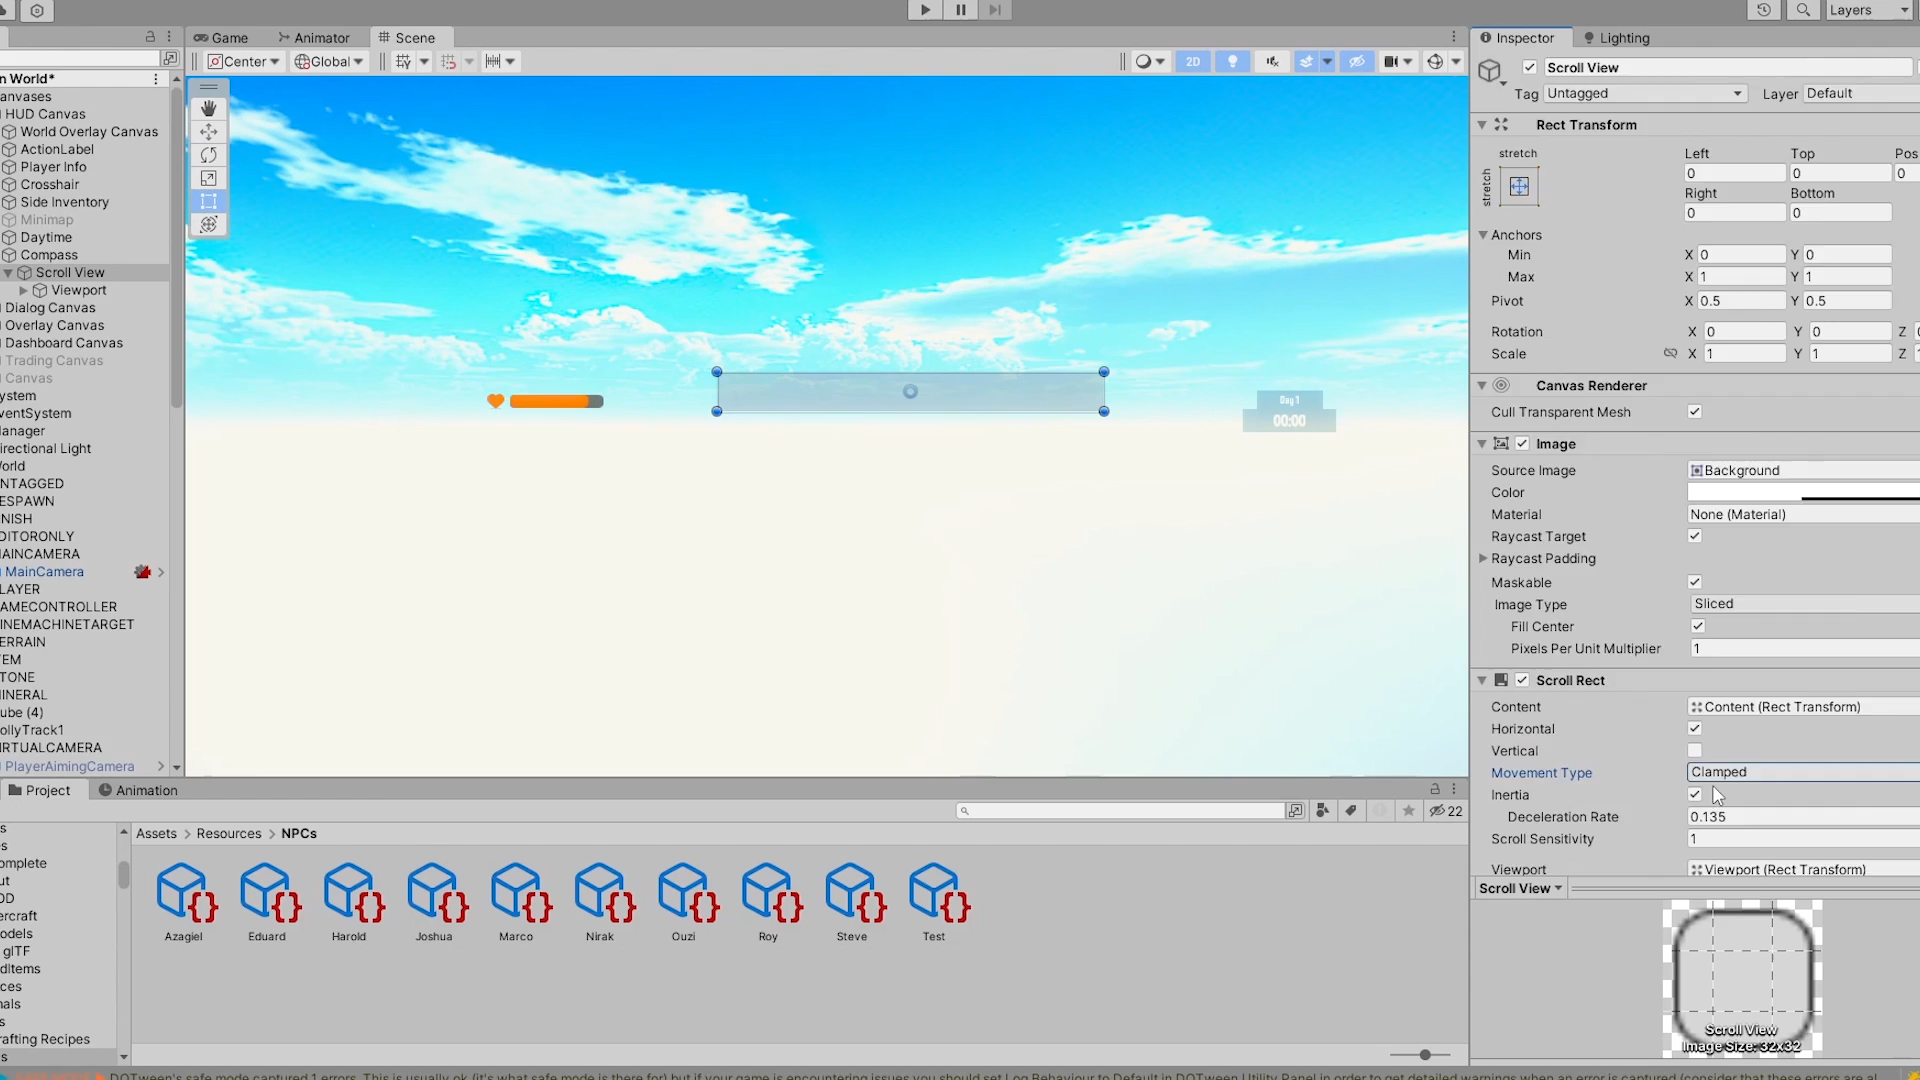 Layers
Game
Animator
Scene
Inspector
Lighting
Center
Global
2D
Scroll View
Tag
Untagged
Layer
Default
n World*
anvases
HUD Canvas
World Overlay Canvas
ActionLabel
Player Info
Crosshair
Side Inventory
Minimap
Daytime
Compass
Scroll View
Viewport
Dialog Canvas
Overlay Canvas
Dashboard Canvas
Trading Canvas
Canvas
ystem
ventSystem
anager
irectional Light
orld
NTAGGED
ESPAWN
NISH
DITORONLY
AINCAMERA
MainCamera
LAYER
AMECONTROLLER
INEMACHINETARGET
ERRAIN
TEM
TONE
INERAL
ube (4)
ollyTrack1
IRTUALCAMERA
PlayerAimingCamera
Day 1
00:00
Rect Transform
stretch
stretch
Left
Top
Pos
0
0
0
Right
Bottom
0
0
Anchors
Min
X 0
Y 0
Max
X 1
Y 1
Pivot
X 0.5
Y 0.5
Rotation
X 0
Y 0
Z
Scale
X 1
Y 1
Z
Canvas Renderer
Cull Transparent Mesh
Image
Source Image
Background
Color
Material
None (Material)
Raycast Target
Raycast Padding
Maskable
Image Type
Sliced
Fill Center
Pixels Per Unit Multiplier
1
Scroll Rect
Content
Content (Rect Transform)
Horizontal
Vertical
Movement Type
Clamped
Inertia
Deceleration Rate
0.135
Scroll Sensitivity
1
Viewport
Viewport (Rect Transform)
Scroll View
Scroll View
Image Size: 32x32
Project
Animation
22
s
es
omplete
ut
OD
ercraft
odels
glTF
dItems
rces
nals
s
rafting Recipes
s
Assets > Resources > NPCs
Azagiel
Eduard
Harold
Joshua
Marco
Nirak
Ouzi
Roy
Steve
Test
DOTween's safe mode captured 1 errors. This is usually ok (it's what safe mode is there for) but if your game is encountering issues you should set Log Behaviour to Default in DOTween Utility Panel in order to get detailed warnings when an error is captured (consider that these errors are al